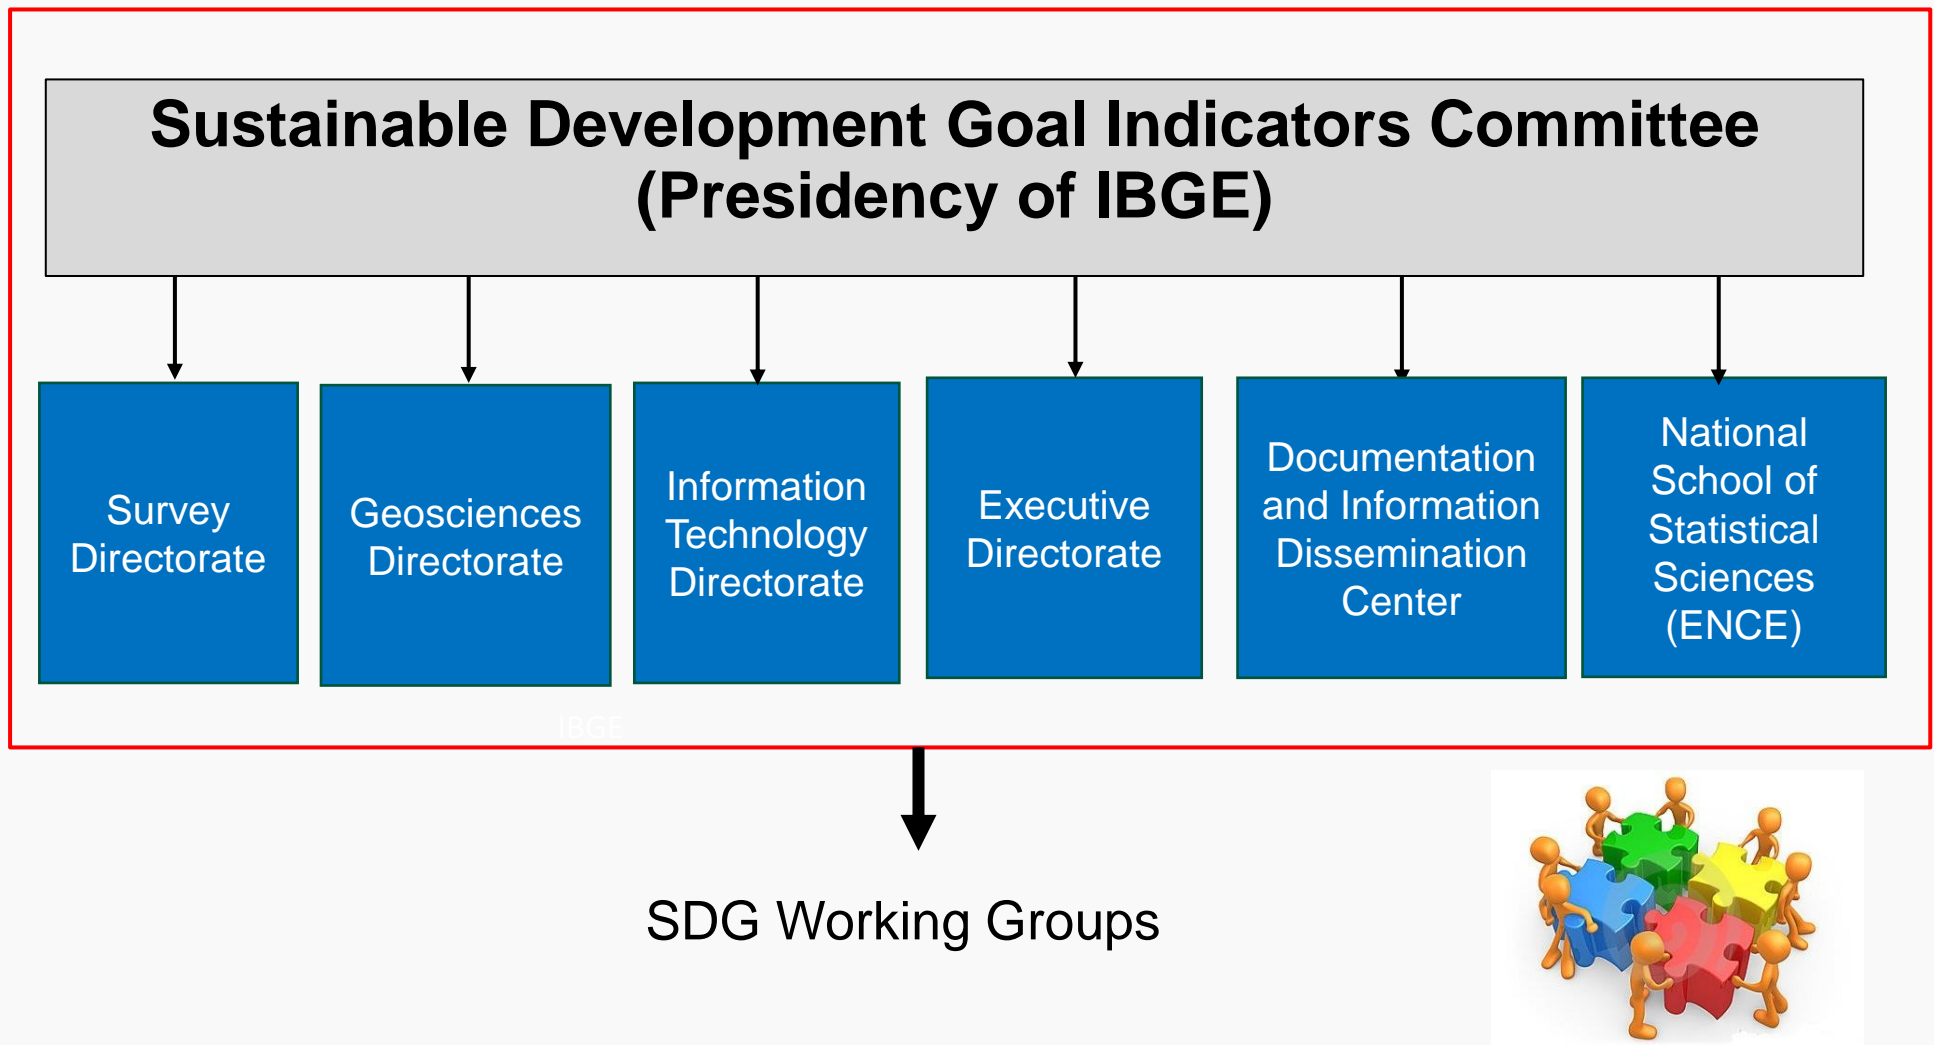 Sustainable Development Goal Indicators Committee
(Presidency of IBGE)
Survey
Directorate
Geosciences
Directorate
Information
Technology
Directorate
Executive
Directorate
Documentation
and Information
Dissemination
Center
National
School of
Statistical
Sciences
(ENCE)
IBGE
SDG Working Groups